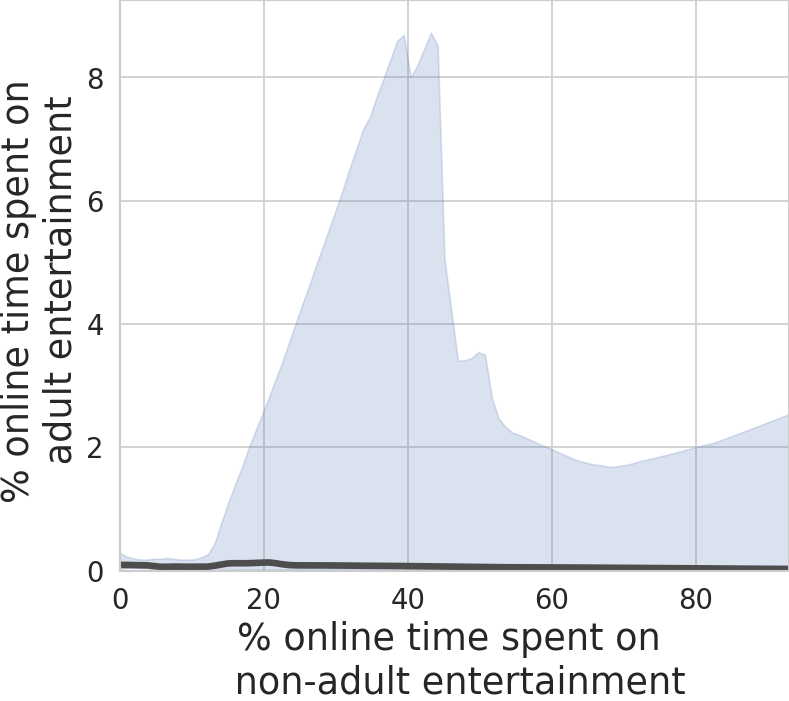 % online time spent on
adult entertainment
8
6
4
2
0
0 20 40 60 80
% online time spent on
non-adult entertainment